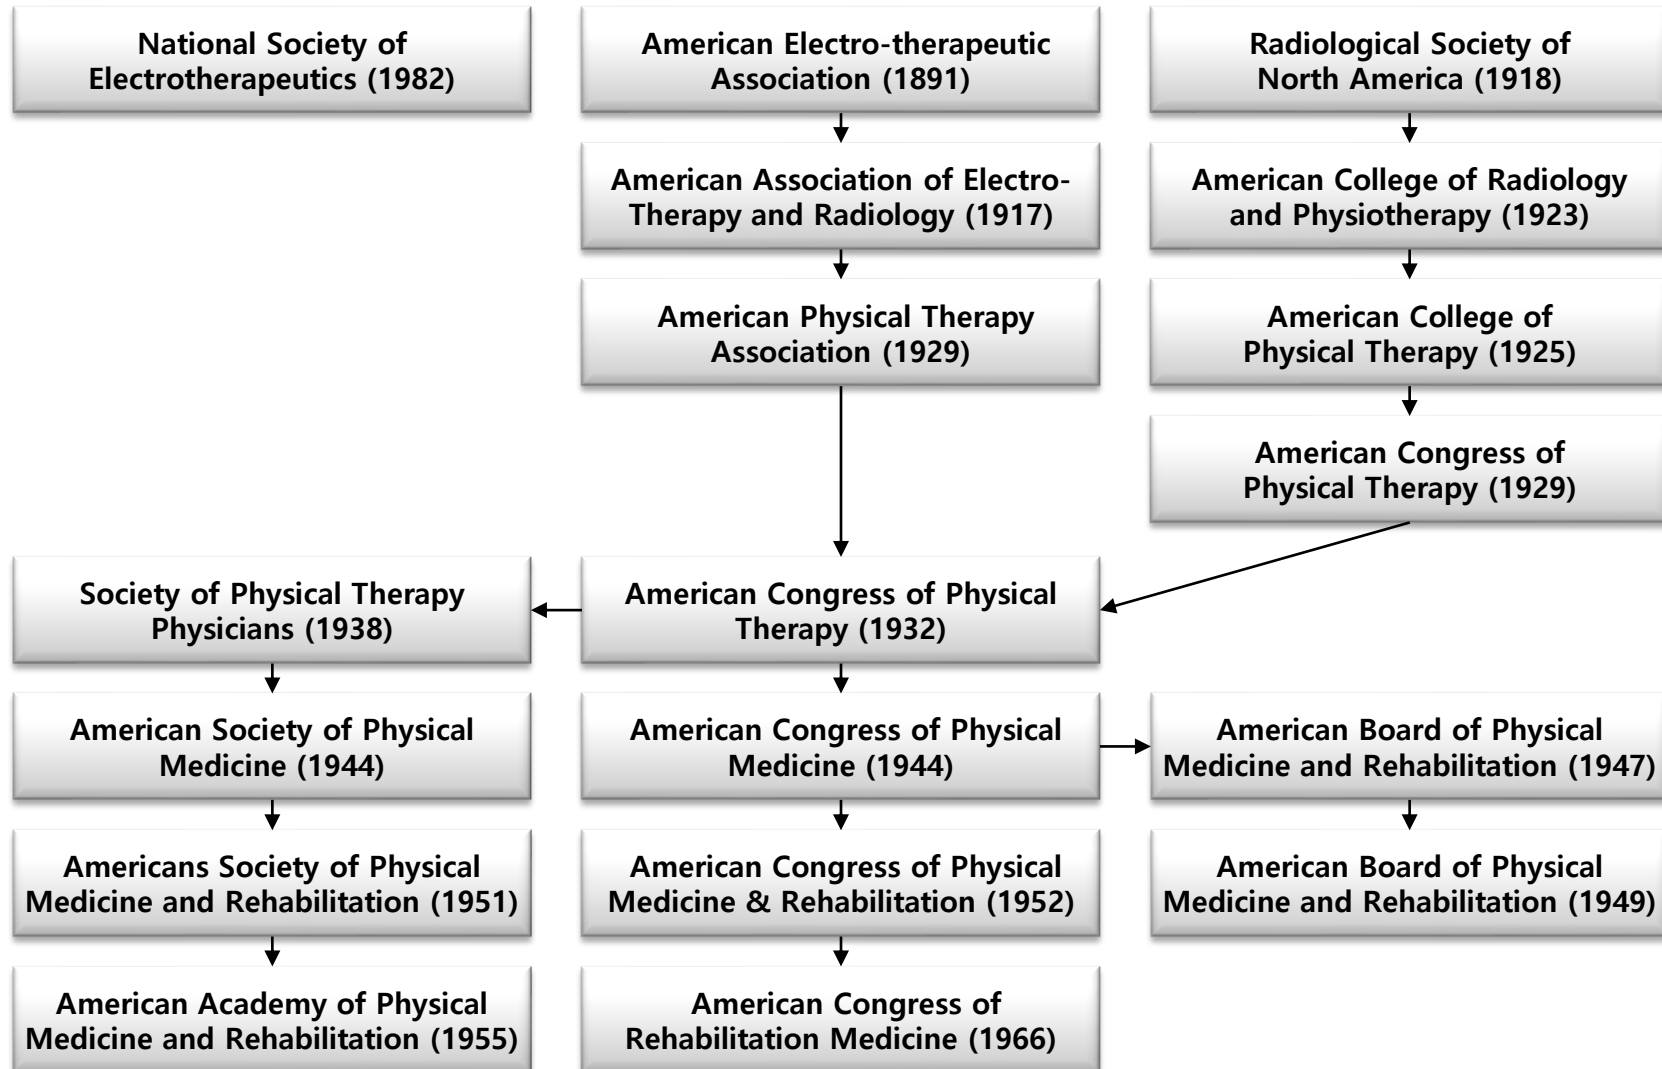 National Society of
Electrotherapeutics (1982)
American Electro-therapeutic
Association (1891)
Radiological Society of
North America (1918)
American Association of Electro-
Therapy and Radiology (1917)
American College of Radiology
and Physiotherapy (1923)
American Physical Therapy
Association (1929)
American College of
Physical Therapy (1925)
American Congress of
Physical Therapy (1929)
Society of Physical Therapy
Physicians (1938)
American Congress of Physical
Therapy (1932)
American Society of Physical
Medicine (1944)
American Congress of Physical
Medicine (1944)
American Board of Physical
Medicine and Rehabilitation (1947)
Americans Society of Physical
Medicine and Rehabilitation (1951)
American Congress of Physical
Medicine & Rehabilitation (1952)
American Board of Physical
Medicine and Rehabilitation (1949)
American Academy of Physical
Medicine and Rehabilitation (1955)
American Congress of
Rehabilitation Medicine (1966)